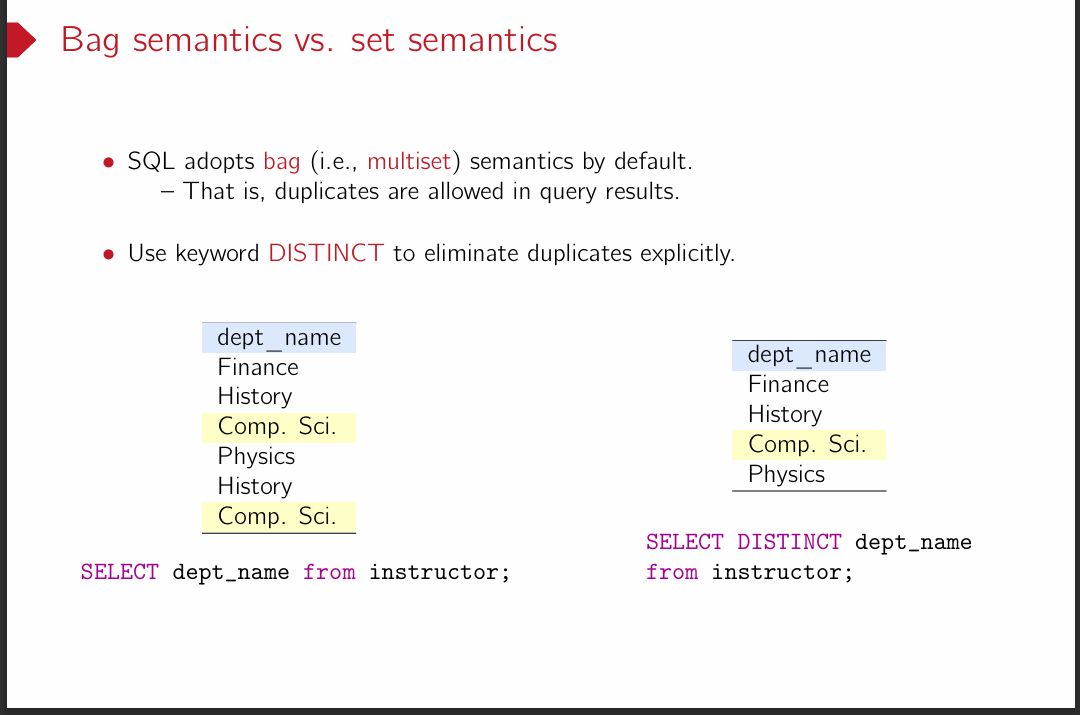 Bag semantics vs. set semantics
• SQL adopts bag (i.e., multiset) semantics by default.
– That is, duplicates are allowed in query results.
• Use keyword DISTINCT to eliminate duplicates explicitly.
dept_name
Finance
History
Comp. Sci.
Physics
History
Comp. Sci.
SELECT dept_name from instructor;
dept_name
Finance
History
Comp. Sci.
Physics
SELECT DISTINCT dept_name
from instructor;